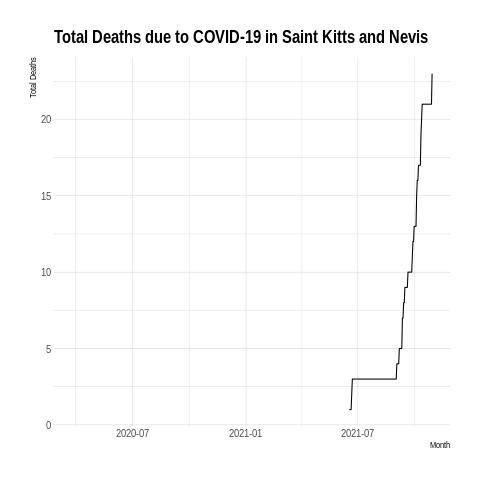 Total Deaths due to COVID-19 in Saint Kitts and Nevis
Total Deaths
20
15
10
5
0
2020-07 2021-01 2021-07
Month